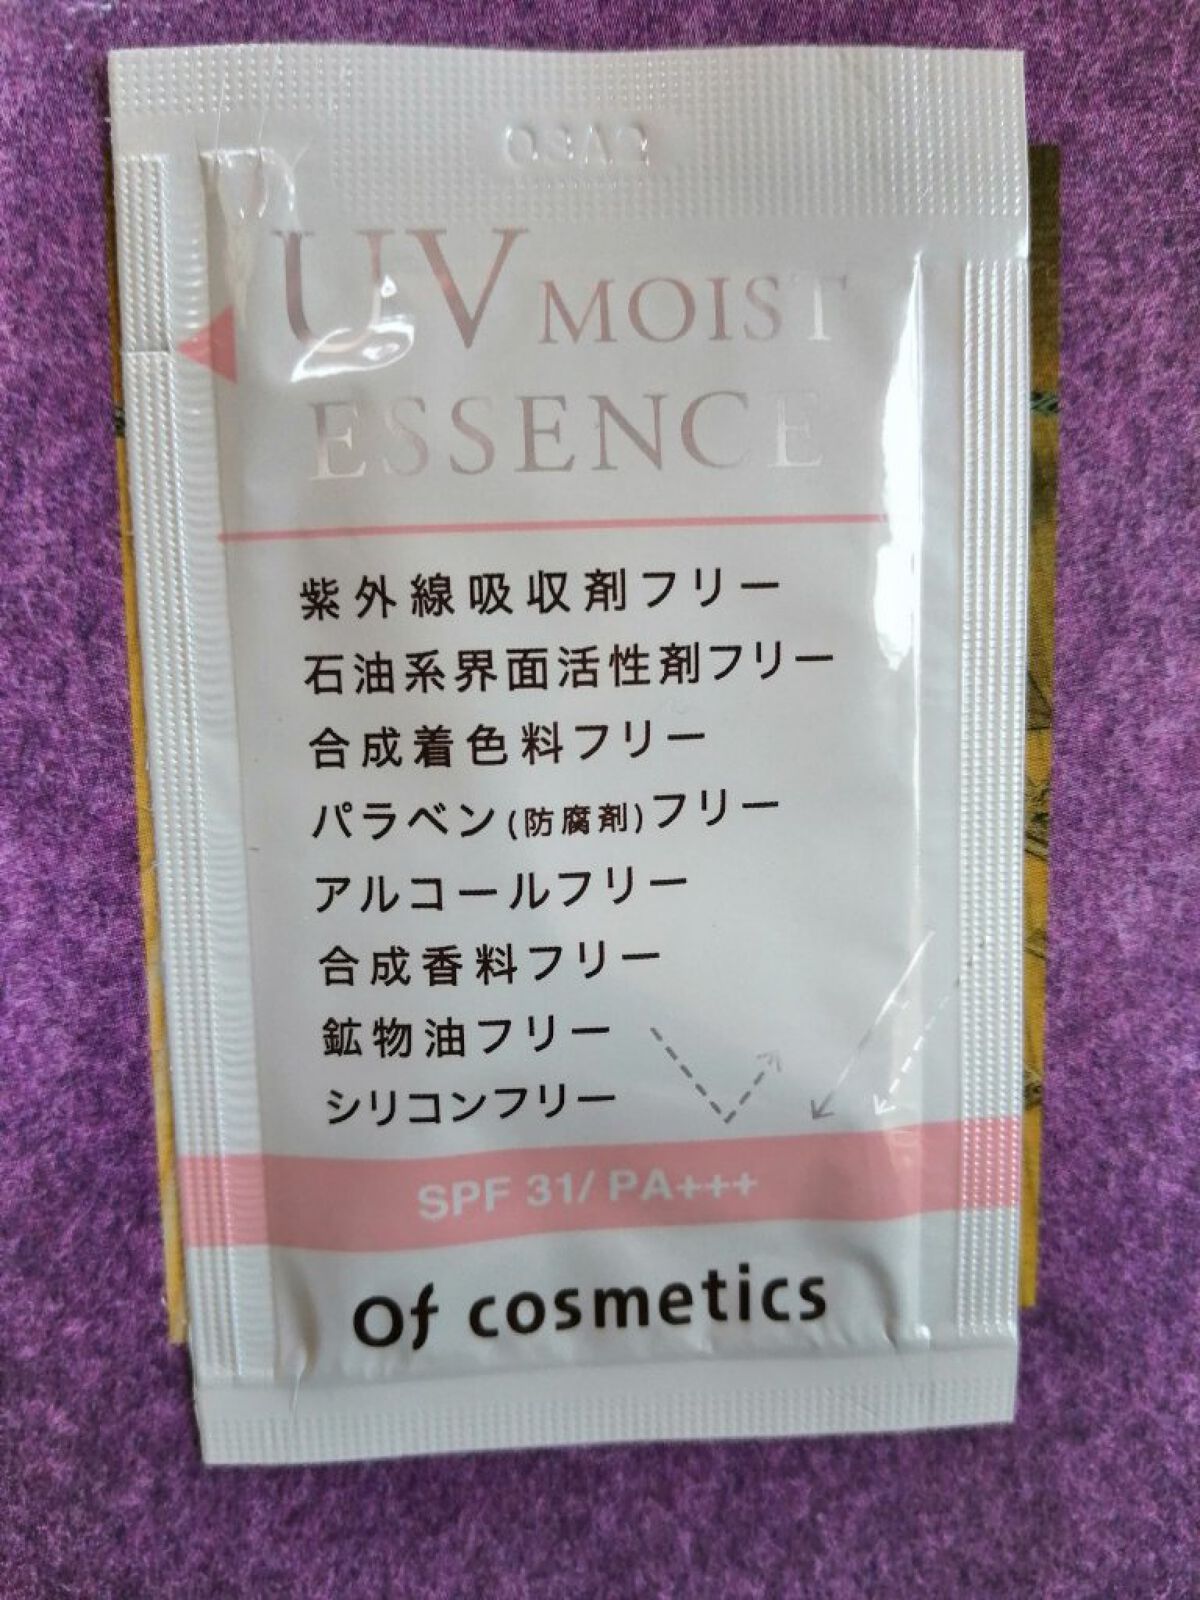 UV MOIST
ESSENCE
紫外線吸収剤フリー
石油系界面活性剤フリー
合成着色料フリー
パラベン(防腐剤)フリー
アルコールフリー
合成香料フリー
鉱物油フリー
シリコンフリー
SPF 31/ PA+++
Of cosmetics